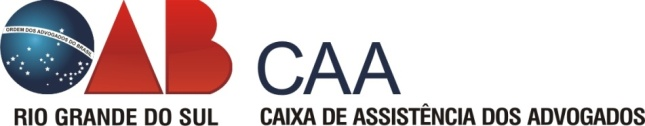 ORDEM DOS ADVOGADOS DO BRASIL
OAB
RIO GRANDE DO SUL
CAA
CAIXA DE ASSISTÊNCIA DOS ADVOGADOS